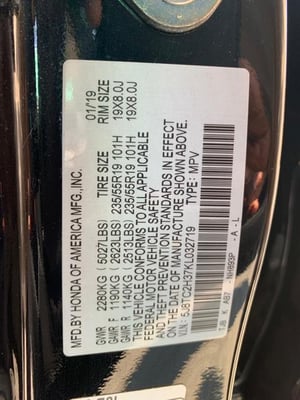 MFD.BY HONDA OF AMERICA MFG.,INC. 01/19
TIRE SIZE RIM SIZE
GVWR 2280KG (5027LBS)
GAWR F 1190KG (2623LBS) 235/55R19 101H 19X8.0J
GAWR R 1140KG (2513LBS) 235/55R19 101H 19X8.0J
THIS VEHICLE CONFORMS TO ALL APPLICABLE
FEDERAL MOTOR VEHICLE SAFETY,
AND THEFT PREVENTION STANDARDS IN EFFECT
ON THE DATE OF MANUFACTURE SHOWN ABOVE.
V.I.N.: 5J8TC2H37KL032719 TYPE: MPV
TJB K A87 NH893P - A - L